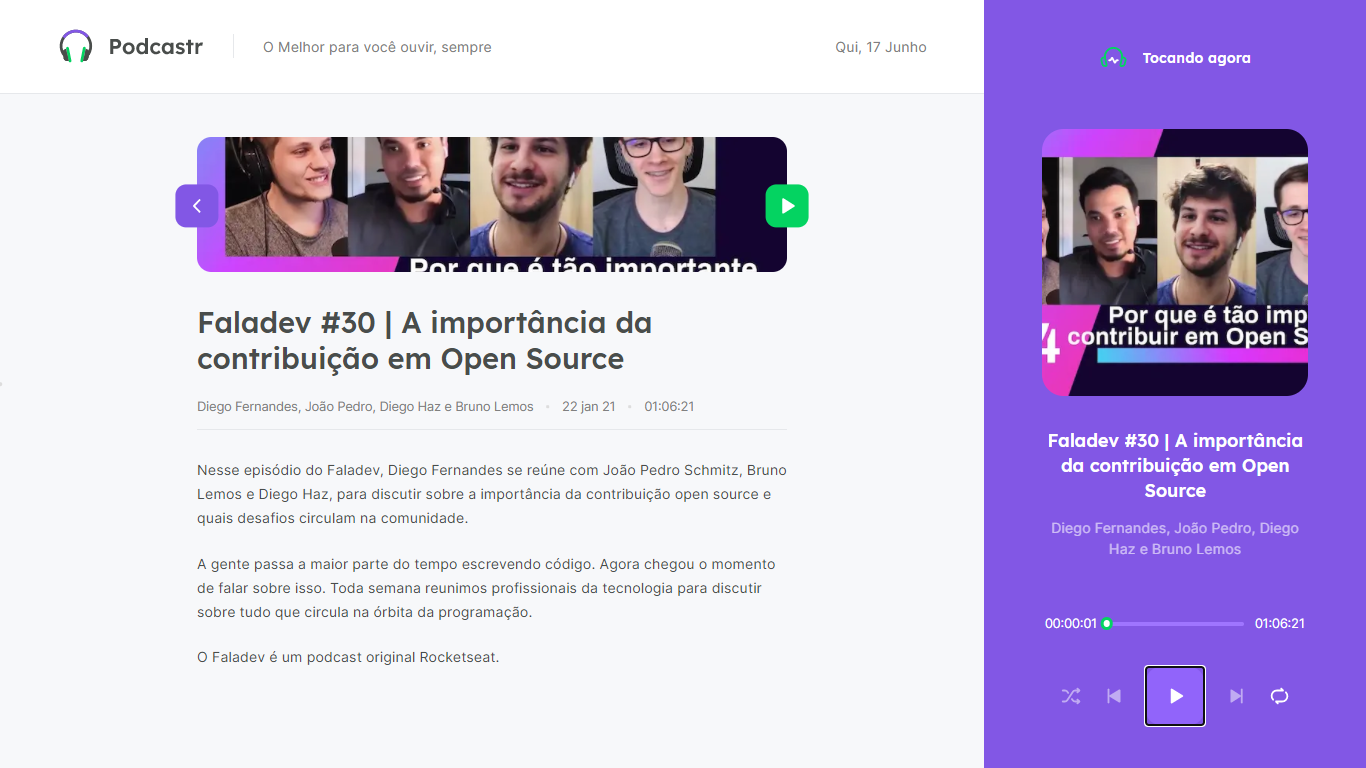 Podcastr
O Melhor para você ouvir, sempre
Qui, 17 Junho
Por que é tão importante
Faladev #30 | A importância da
contribuição em Open Source
Diego Fernandes, João Pedro, Diego Haz e Bruno Lemos • 22 jan 21 • 01:06:21
Nesse episódio do Faladev, Diego Fernandes se reúne com João Pedro Schmitz, Bruno
Lemos e Diego Haz, para discutir sobre a importância da contribuição open source e
quais desafios circulam na comunidade.
A gente passa a maior parte do tempo escrevendo código. Agora chegou o momento
de falar sobre isso. Toda semana reunimos profissionais da tecnologia para discutir
sobre tudo que circula na órbita da programação.
O Faladev é um podcast original Rocketseat.
Tocando agora
Por que é tão imp
4 contribuir em Open S
Faladev #30 | A importância
da contribuição em Open
Source
Diego Fernandes, João Pedro, Diego
Haz e Bruno Lemos
00:00:01
01:06:21